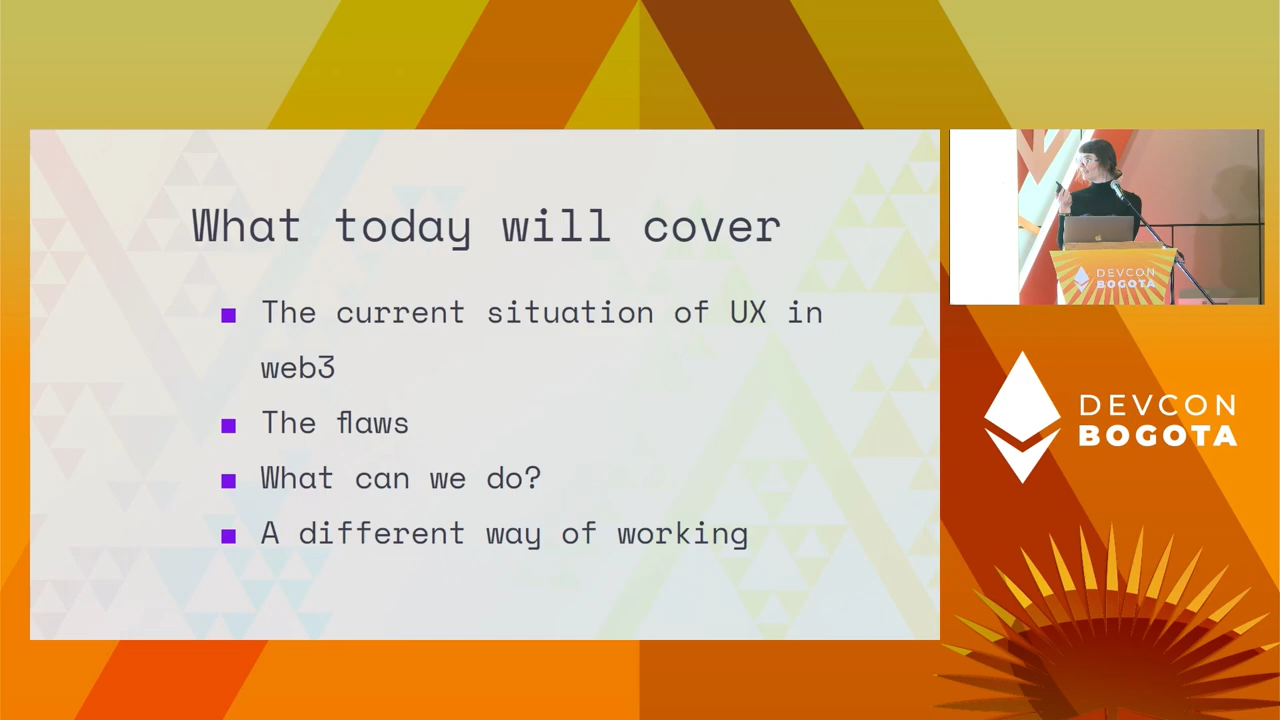 What today will cover
The current situation of UX in
web3
The flaws
What can we do?
A different way of working
DEVCON
BOGOTA
DEVCON
BOGOTA